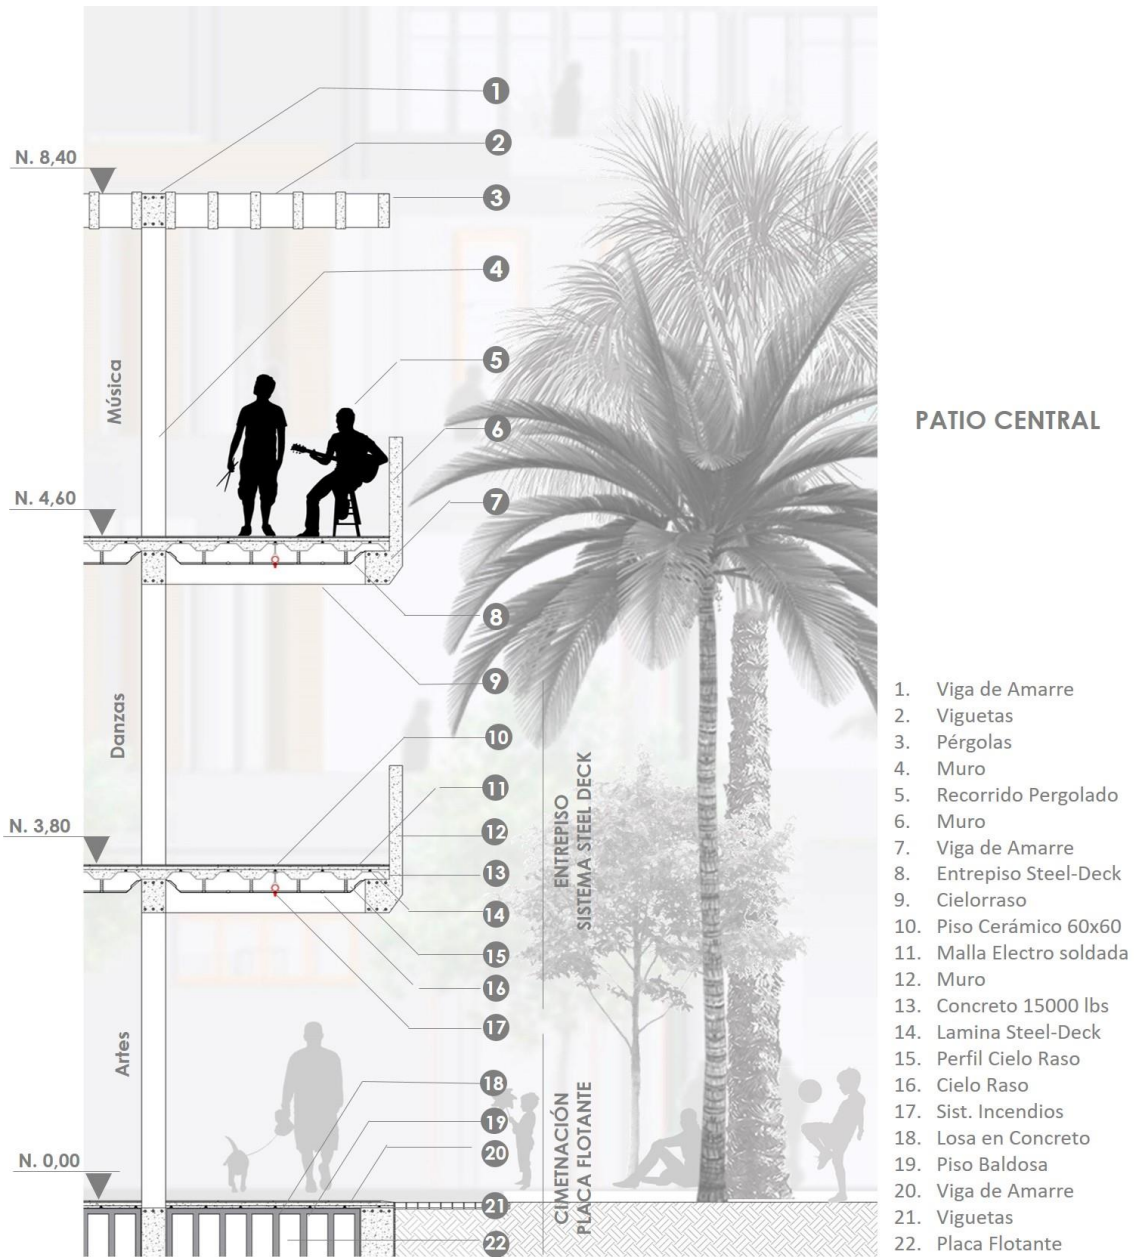 1
2
N. 8,40
3
4
Música
5
6
PATIO CENTRAL
N. 4,60
7
8
9
Danzas
10
11
N. 3,80
12
13
14
15
16
17
ENTREPISO
SISTEMA STEEL DECK
Artes
18
19
20
N. 0,00
21
22
CIMETNACIÓN
PLACA FLOTANTE
1. Viga de Amarre
2. Viguetas
3. Pérgolas
4. Muro
5. Recorrido Pergolado
6. Muro
7. Viga de Amarre
8. Entrepiso Steel-Deck
9. Cielorraso
10. Piso Cerámico 60x60
11. Malla Electro soldada
12. Muro
13. Concreto 15000 lbs
14. Lamina Steel-Deck
15. Perfil Cielo Raso
16. Cielo Raso
17. Sist. Incendios
18. Losa en Concreto
19. Piso Baldosa
20. Viga de Amarre
21. Viguetas
22. Placa Flotante